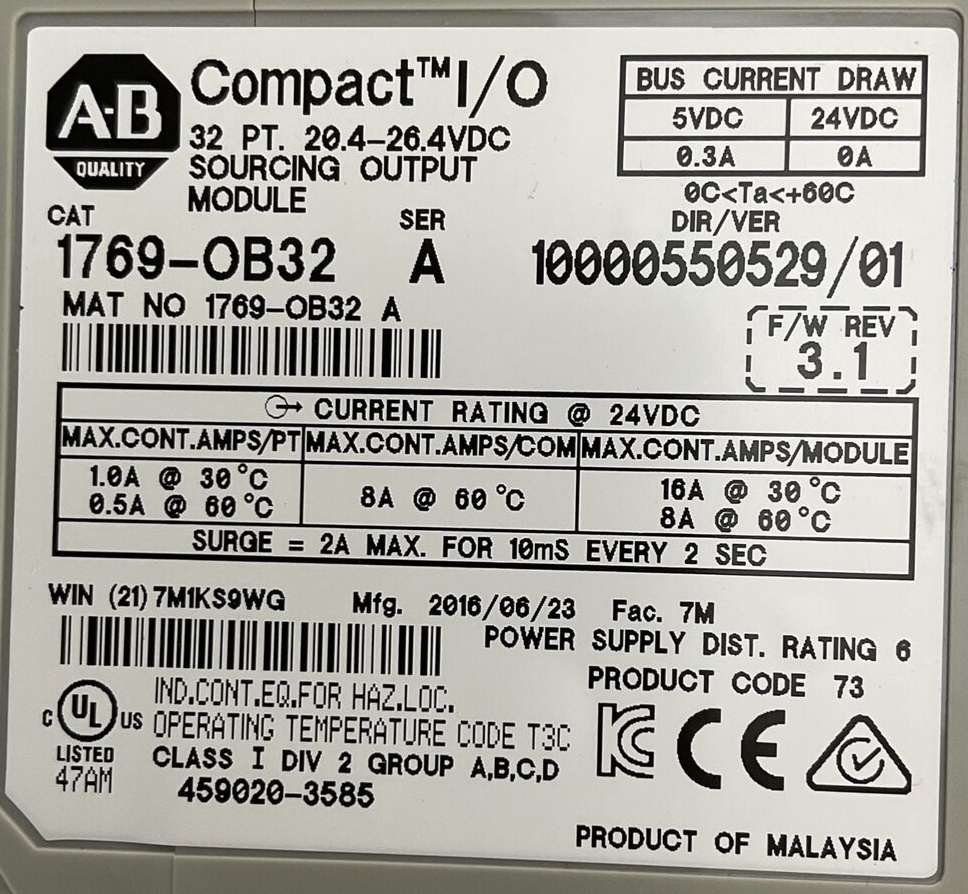 A-B
QUALITY
Compact™ I/O
32 PT. 20.4-26.4VDC
SOURCING OUTPUT
MODULE
BUS CURRENT DRAW
5VDC 24VDC
0.3A 0A
0C<Ta<+60C
CAT SER DIR/VER
1769-OB32 A 10000550529/01
MAT NO 1769-OB32 A
F/W REV
3.1
CURRENT RATING @ 24VDC
MAX.CONT.AMPS/PT MAX.CONT.AMPS/COM MAX.CONT.AMPS/MODULE
1.0A @ 30°C
0.5A @ 60°C
8A @ 60°C
16A @ 30°C
8A @ 60°C
SURGE = 2A MAX. FOR 10mS EVERY 2 SEC
WIN (21) 7M1KS9WG Mfg. 2016/06/23 Fac. 7M
POWER SUPPLY DIST. RATING 6
PRODUCT CODE 73
C UL US
LISTED
47AM
IND.CONT.EQ.FOR HAZ.LOC.
OPERATING TEMPERATURE CODE T3C
CLASS I DIV 2 GROUP A,B,C,D
459020-3585
KC CE
PRODUCT OF MALAYSIA